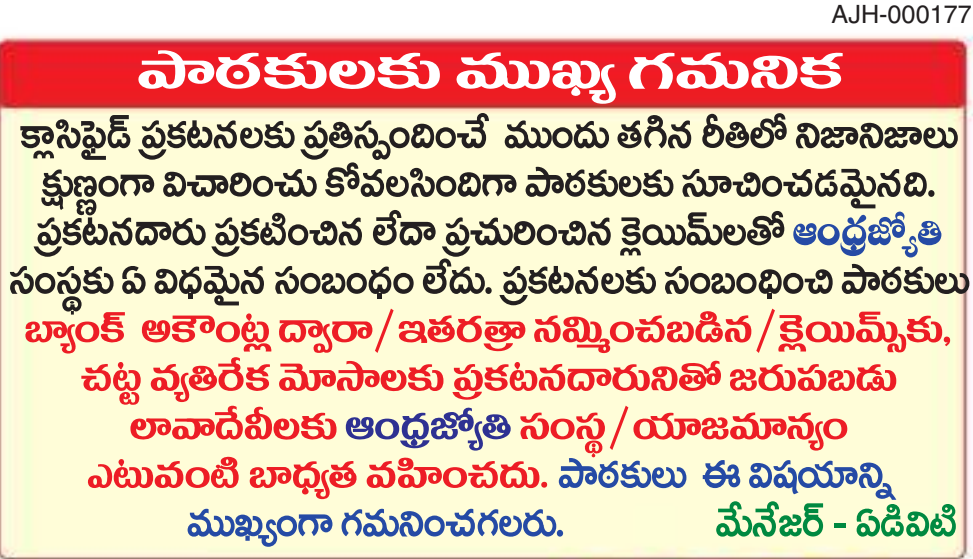 AJH-000177
పాఠకులకు ముఖ్య గమనిక
క్లాసిఫైడ్ ప్రకటనలకు ప్రతిస్పందించే ముందు తగిన రీతిలో నిజానిజాలు
క్షుణ్ణంగా విచారించు కోవలసిందిగా పాఠకులకు సూచించడమైనది.
ప్రకటనదారు ప్రకటించిన లేదా ప్రచురించిన క్లెయిమ్‌లతో ఆంధ్రజ్యోతి
సంస్థకు ఏ విధమైన సంబంధం లేదు. ప్రకటనలకు సంబంధించి పాఠకులు
బ్యాంక్ అకౌంట్ల ద్వారా/ఇతరత్రా నమ్మించబడిన/క్లెయిమ్స్‌కు,
చట్ట వ్యతిరేక మోసాలకు ప్రకటనదారునితో జరుపబడు
లావాదేవీలకు ఆంధ్రజ్యోతి సంస్థ/యాజమాన్యం
ఎటువంటి బాధ్యత వహించదు. పాఠకులు ఈ విషయాన్ని
ముఖ్యంగా గమనించగలరు. మేనేజర్ - ఏడివిటి